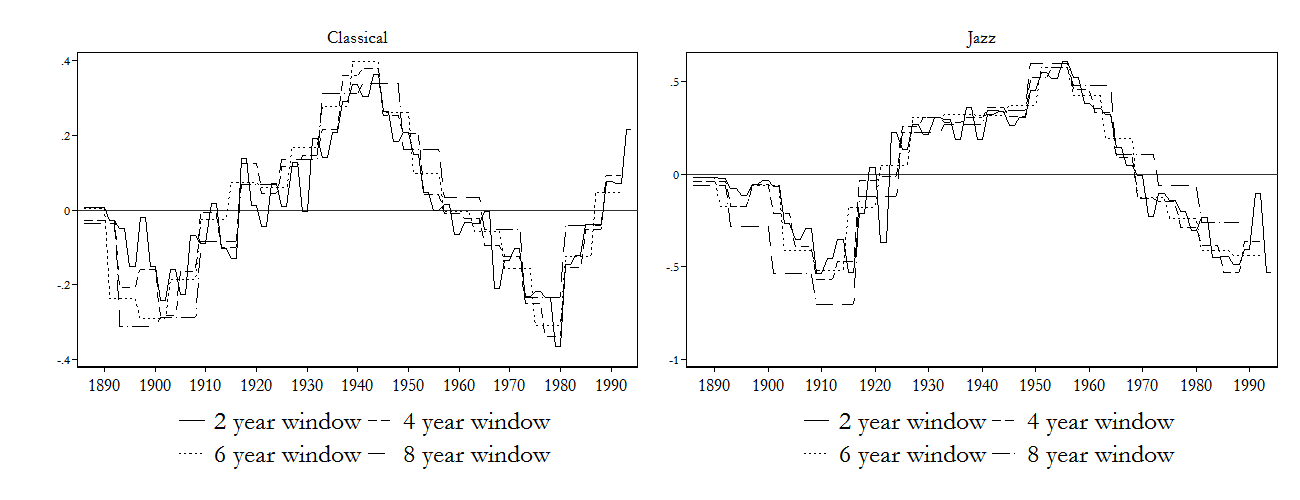 Classical
.4
.2
0
-.2
-.4
1890 1900 1910 1920 1930 1940 1950 1960 1970 1980 1990
2 year window 4 year window
6 year window 8 year window
Jazz
.5
0
-.5
-1
1890 1900 1910 1920 1930 1940 1950 1960 1970 1980 1990
2 year window 4 year window
6 year window 8 year window